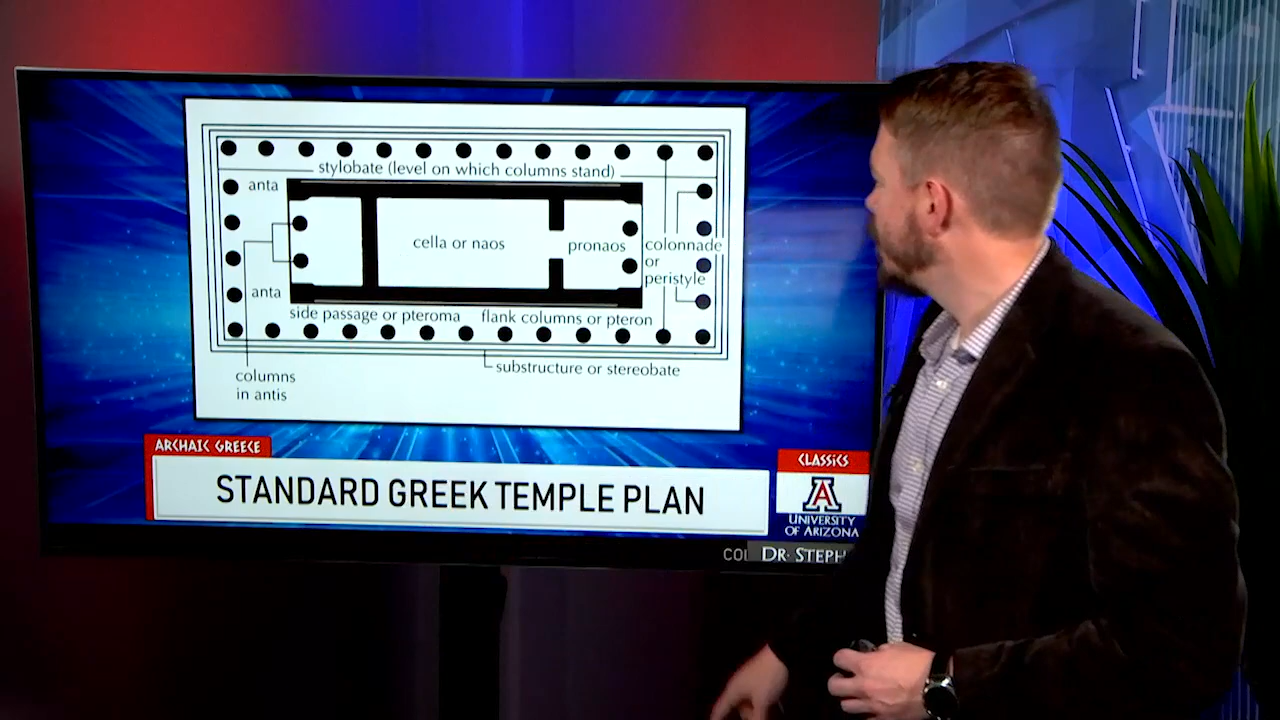 stylobate (level on which columns stand)
anta
cella or naos
pronaos
colonnade
or
peristyle
anta
side passage or pteroma
flank columns or pteron
substructure or stereobate
columns
in antis
ARCHAIC GREECE
STANDARD GREEK TEMPLE PLAN
CLASSICS
A
UNIVERSITY
OF ARIZONA
DR. STEPH